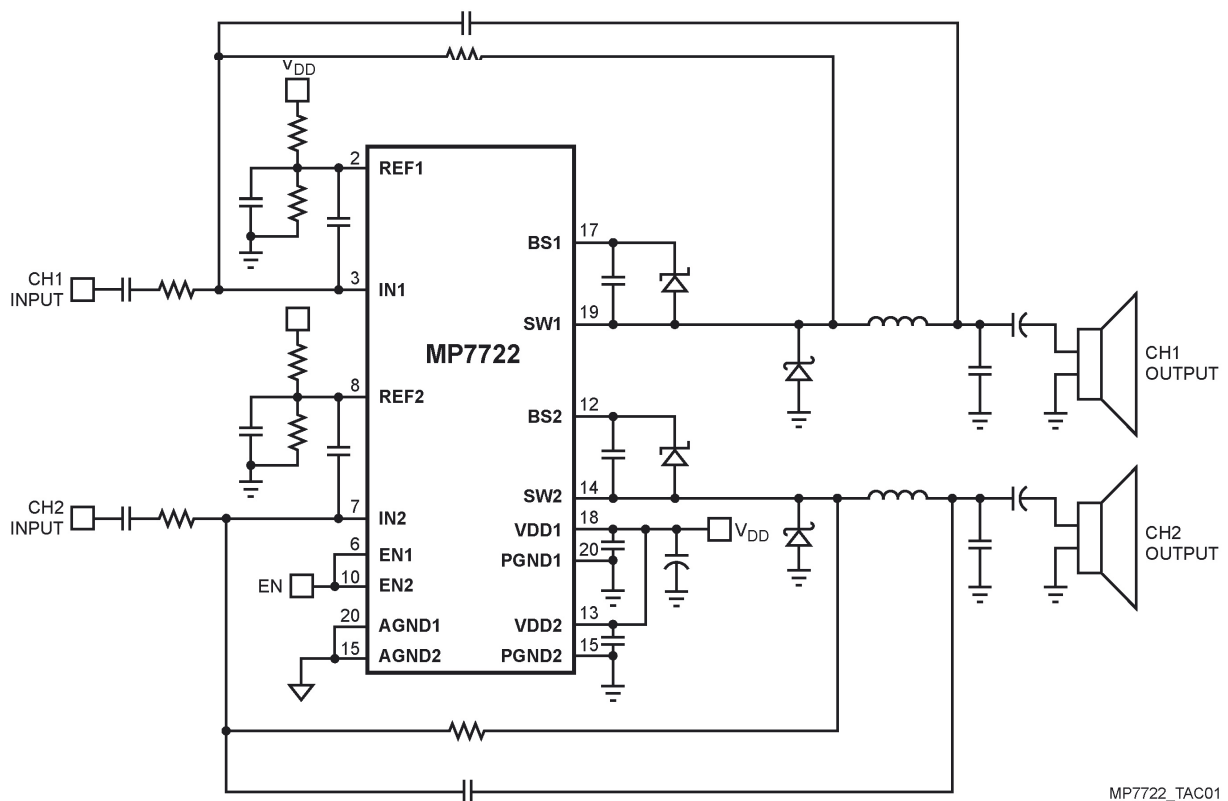 VDD
2
REF1
17
BS1
CH1
INPUT
3
IN1
19
SW1
MP7722
CH1
OUTPUT
8
REF2
12
BS2
CH2
INPUT
7
IN2
14
SW2
18
VDD1
VDD
CH2
OUTPUT
6
EN1
20
PGND1
EN
10
EN2
20
AGND1
13
VDD2
15
AGND2
15
PGND2
MP7722_TAC01